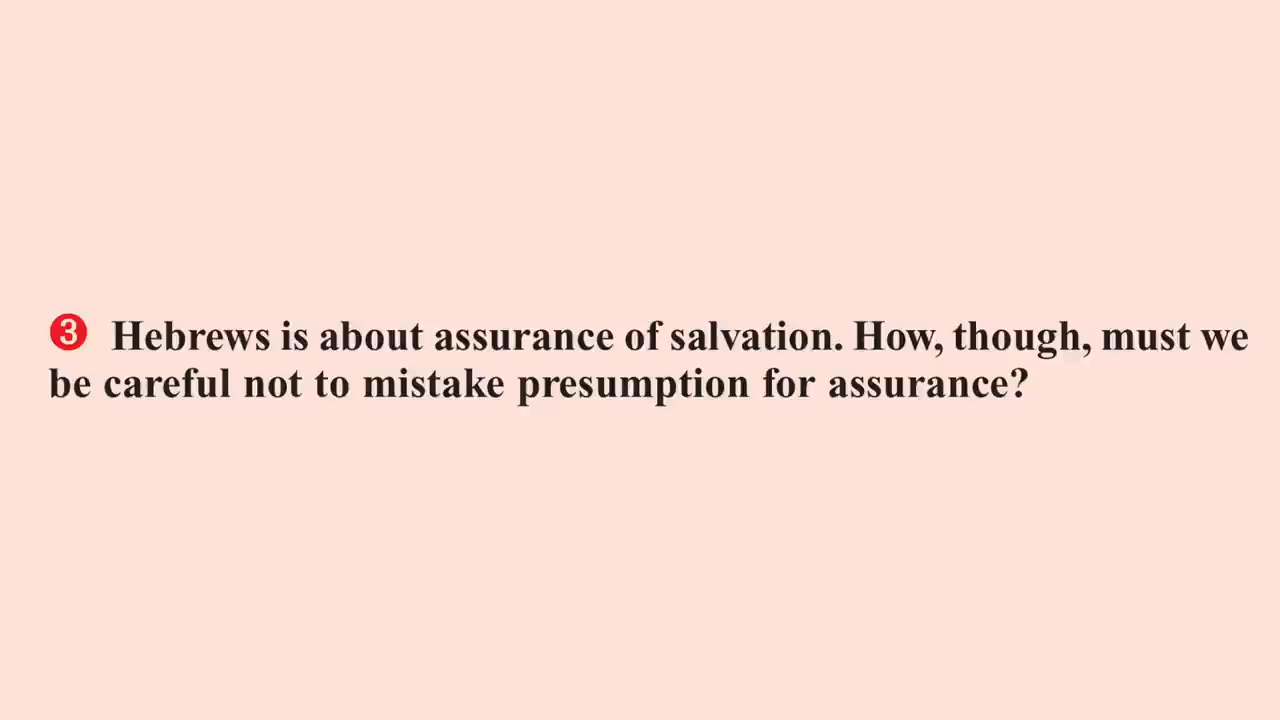 ❸ Hebrews is about assurance of salvation. How, though, must we
be careful not to mistake presumption for assurance?